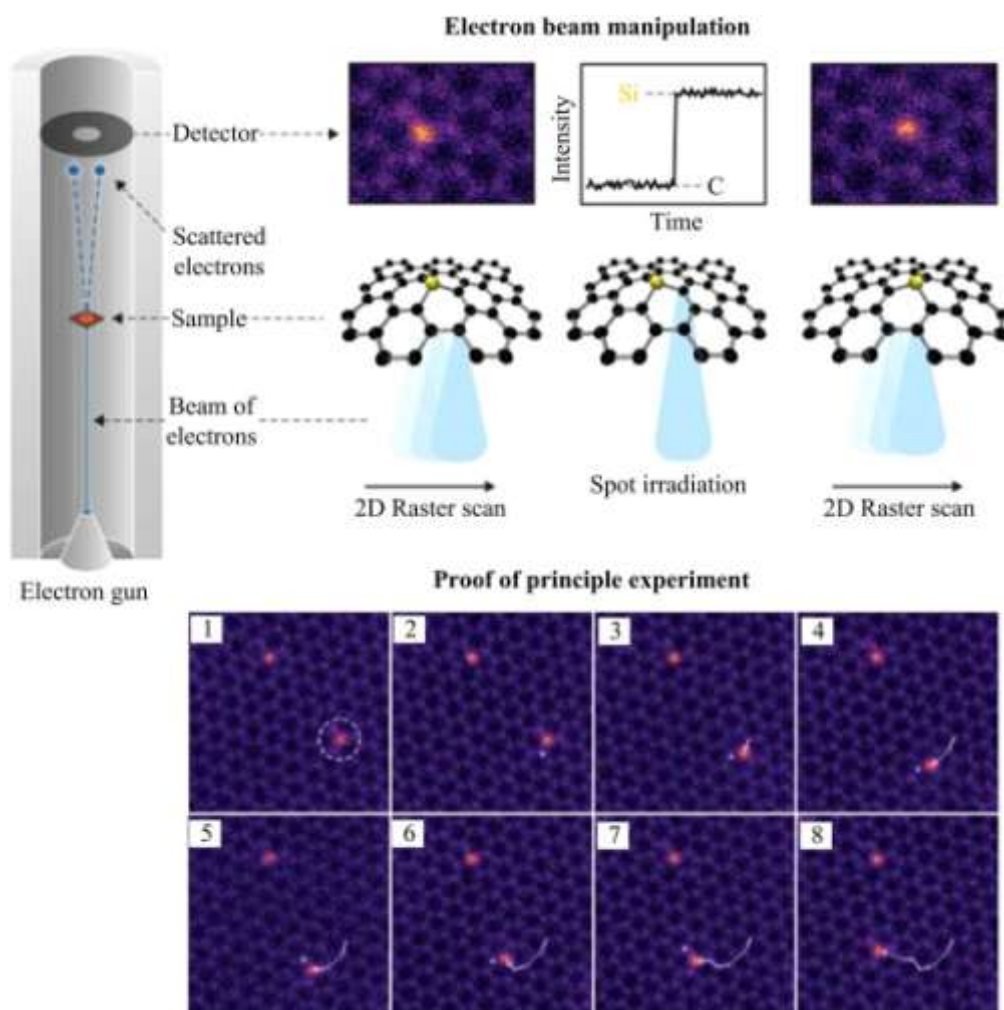 Electron beam manipulation
Detector
Scattered
electrons
Sample
Beam of
electrons
Electron gun
Intensity
Si
C
Time
2D Raster scan
Spot irradiation
2D Raster scan
Proof of principle experiment
1
2
3
4
5
6
7
8